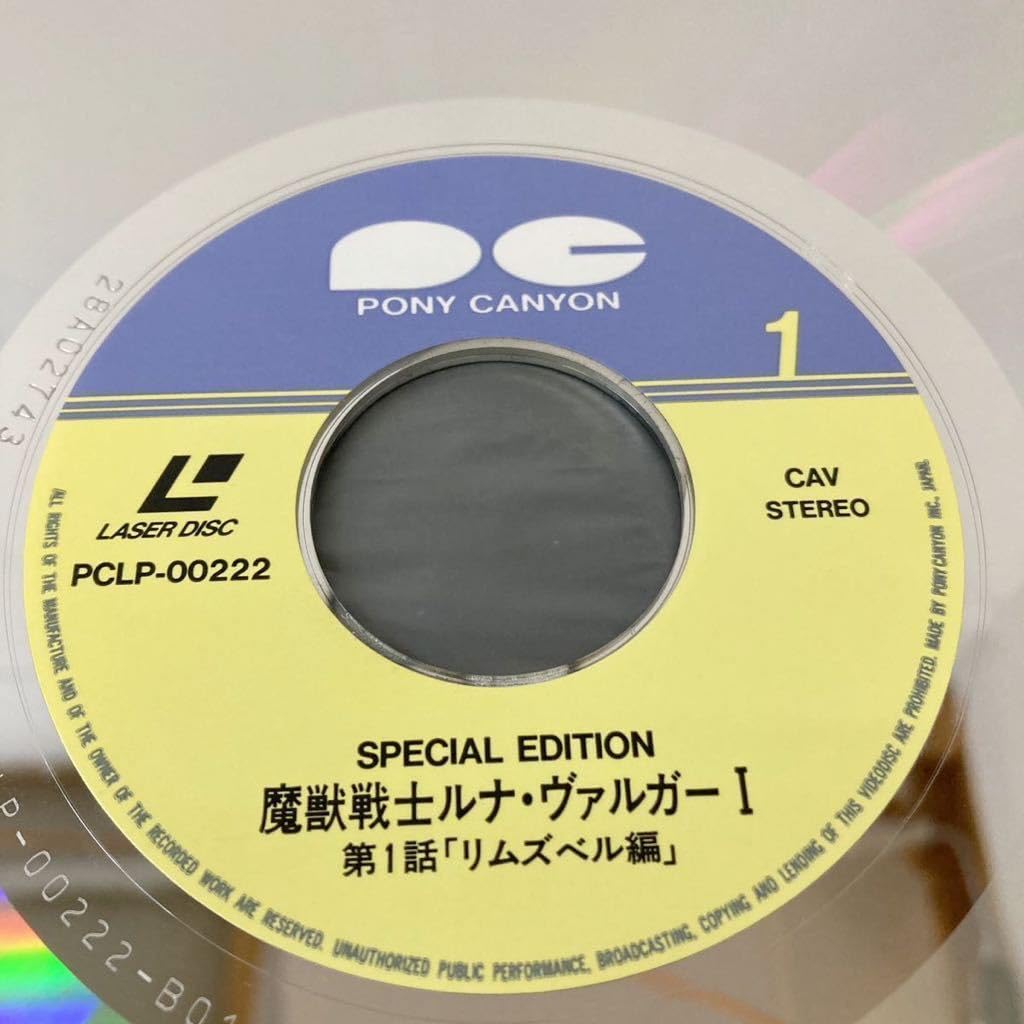 PC
PONY CANYON
1
LASER DISC
PCLP-00222
CAV
STEREO
SPECIAL EDITION
魔獣戦士ルナ・ヴァルガー I
第1話「リムズベル編」
ALL RIGHTS OF THE MANUFACTURE AND OF THE OWNER OF THE RECORDED WORK ARE RESERVED. UNAUTHORIZED PUBLIC PERFORMANCE, BROADCASTING, COPYING AND LENDING OF THIS VIDEODISC ARE PROHIBITED. MADE BY PONY CANYON INC., JAPAN.
28A02743
P-00222-B01